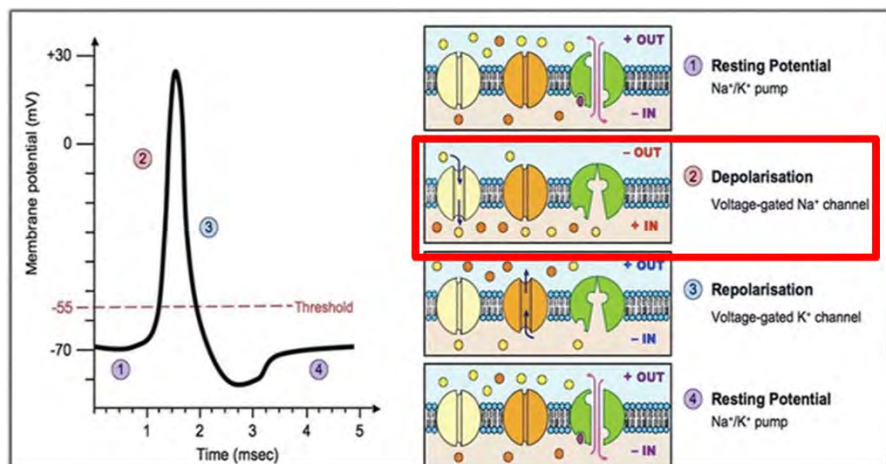 Membrane potential (mV)
+30
0
-55
-70
Threshold
1
2
3
4
1
2
3
4
5
Time (msec)
+ OUT
– IN
1 Resting Potential
Na⁺/K⁺ pump
– OUT
+ IN
2 Depolarisation
Voltage-gated Na⁺ channel
+ OUT
– IN
3 Repolarisation
Voltage-gated K⁺ channel
+ OUT
– IN
4 Resting Potential
Na⁺/K⁺ pump